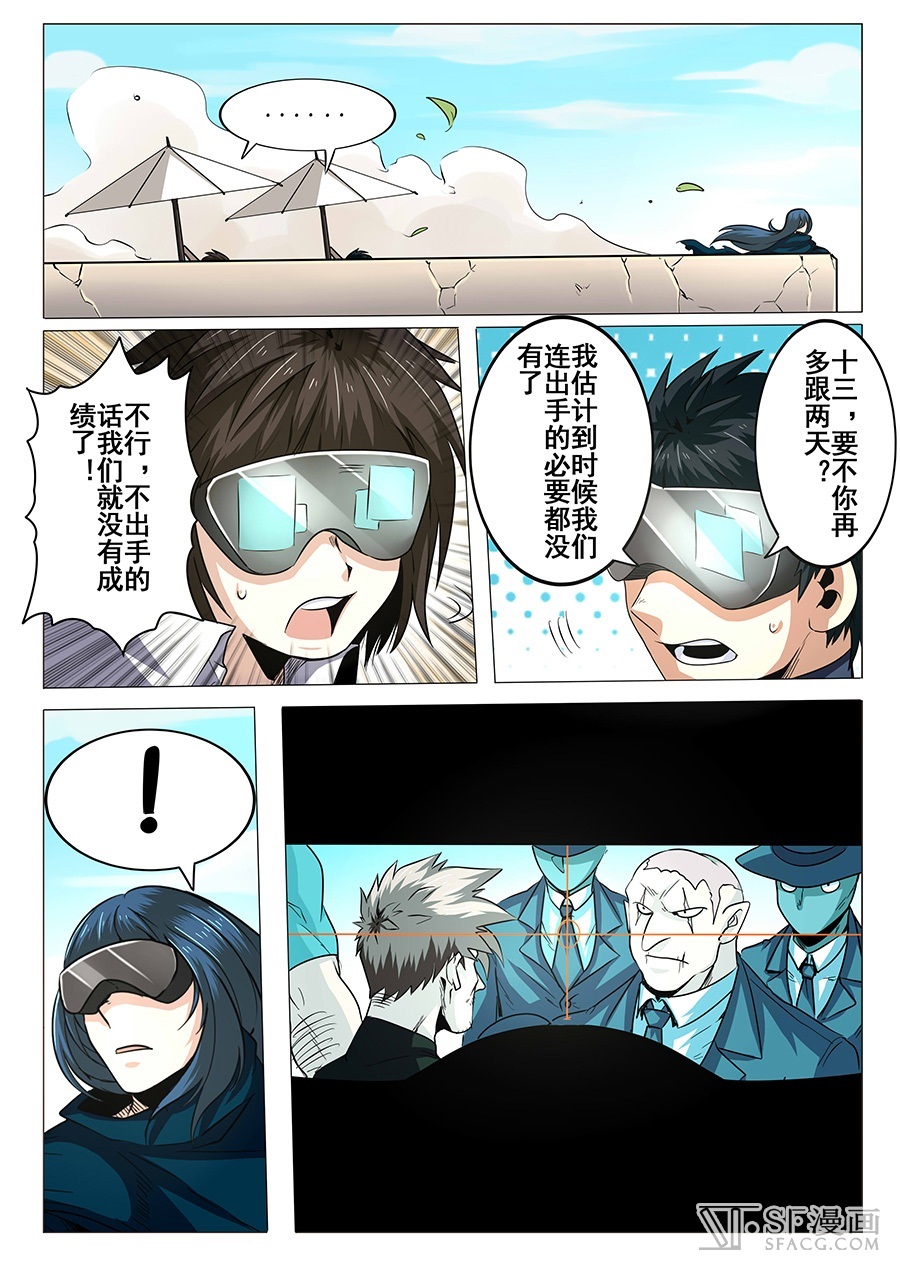 ······
十三，要不你再
多跟两天？
我估计到时候我们
连出手的必要都没
有了
不行，不出手的
话我们就没有成
绩了！
！
SF漫画
SFACG.COM